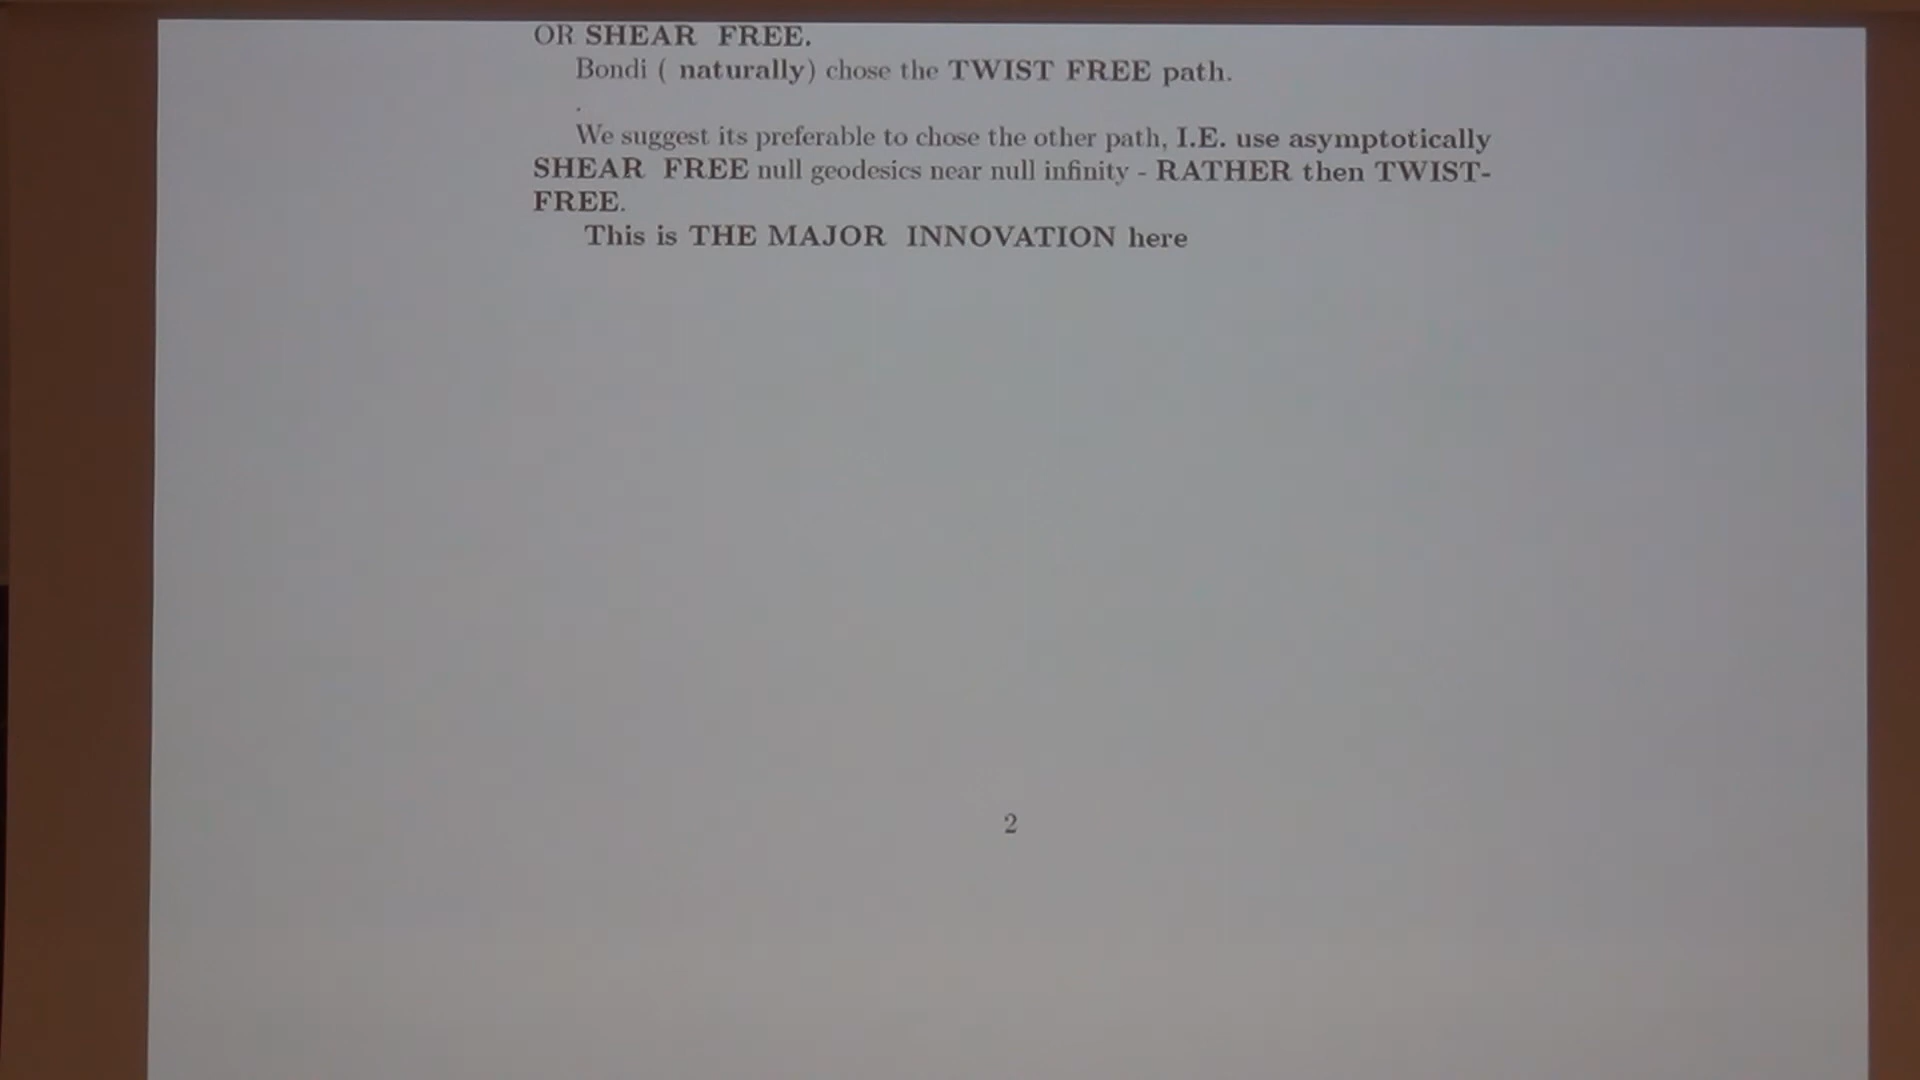 OR SHEAR FREE.
Bondi ( naturally) chose the TWIST FREE path.
.
We suggest its preferable to chose the other path, I.E. use asymptotically
SHEAR FREE null geodesics near null infinity - RATHER then TWIST-
FREE.
This is THE MAJOR INNOVATION here
2